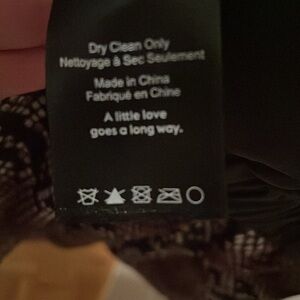 Dry Clean Only
Nettoyage à Sec Seulement
Made in China
Fabriqué en Chine
A little love
goes a long way.